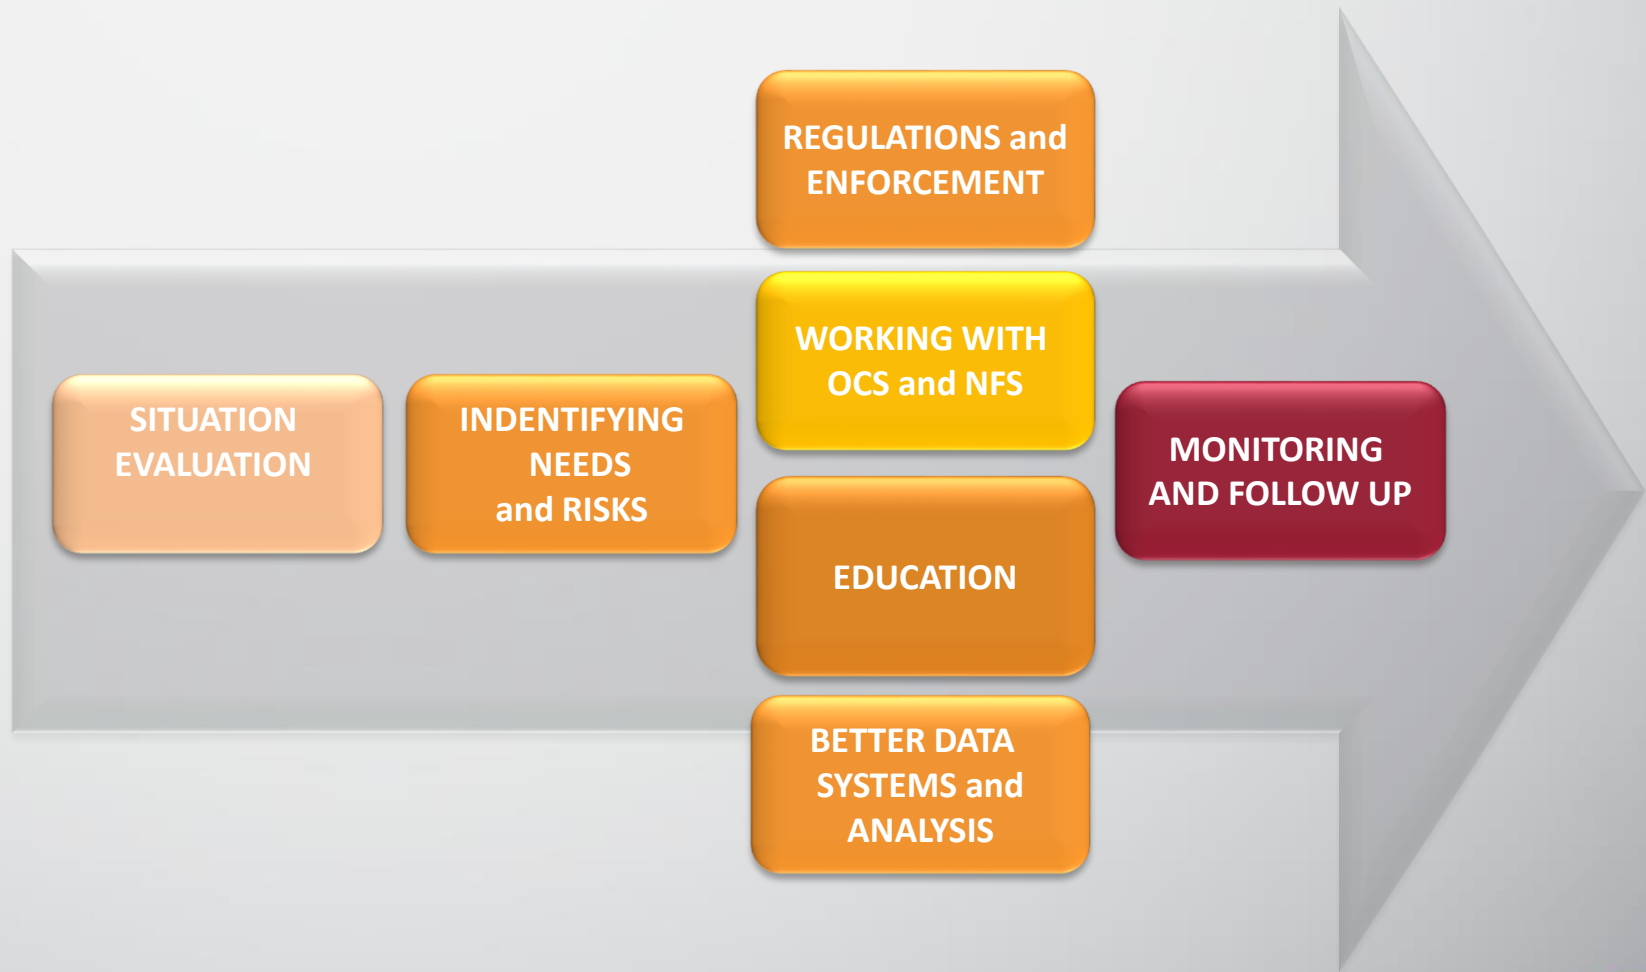 SITUATION
EVALUATION
INDENTIFYING
NEEDS
and RISKS
REGULATIONS and
ENFORCEMENT
WORKING WITH
OCS and NFS
EDUCATION
BETTER DATA
SYSTEMS and
ANALYSIS
MONITORING
AND FOLLOW UP